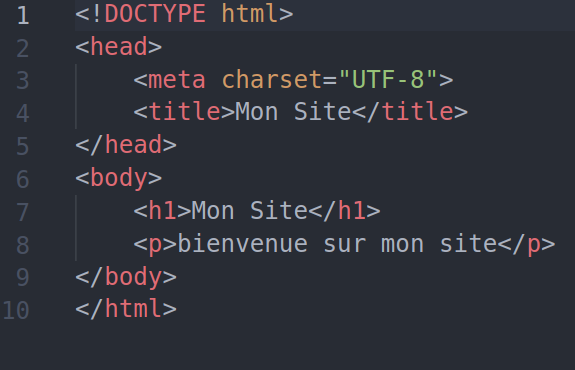 1 <!DOCTYPE html>
2 <head>
3     <meta charset="UTF-8">
4     <title>Mon Site</title>
5 </head>
6 <body>
7     <h1>Mon Site</h1>
8     <p>bienvenue sur mon site</p>
9 </body>
10 </html>